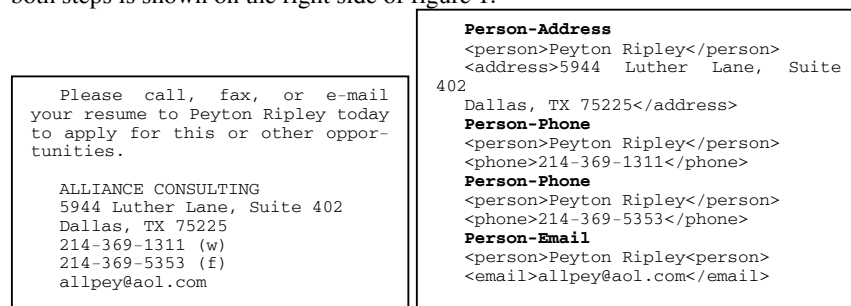 both steps is shown on the right side of figure 1.
Please call, fax, or e-mail
your resume to Peyton Ripley today
to apply for this or other oppor-
tunities.
ALLIANCE CONSULTING
5944 Luther Lane, Suite 402
Dallas, TX 75225
214-369-1311 (w)
214-369-5353 (f)
allpey@aol.com
Person-Address
<person>Peyton Ripley</person>
<address>5944 Luther Lane, Suite
402
Dallas, TX 75225</address>
Person-Phone
<person>Peyton Ripley</person>
<phone>214-369-1311</phone>
Person-Phone
<person>Peyton Ripley</person>
<phone>214-369-5353</phone>
Person-Email
<person>Peyton Ripley<person>
<email>allpey@aol.com</email>